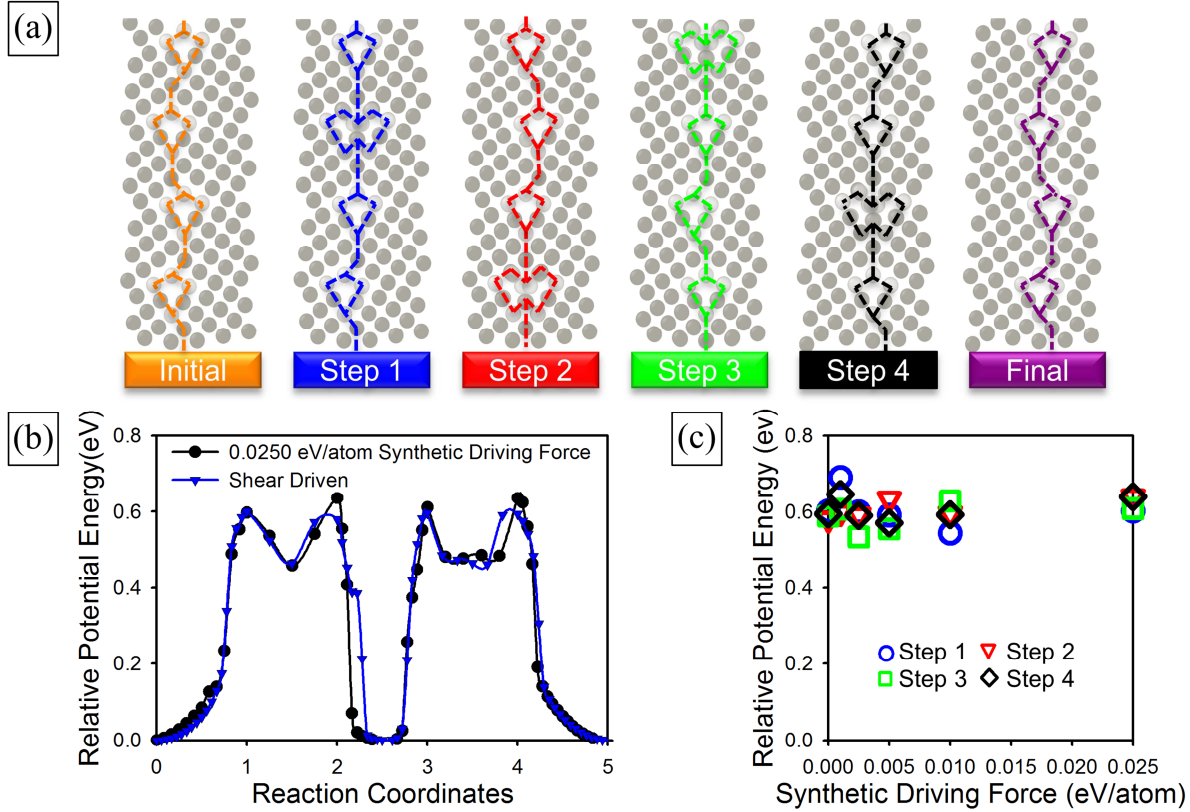 (a)
Initial
Step 1
Step 2
Step 3
Step 4
Final
(b)
Relative Potential Energy(eV)
0.8
0.6
0.4
0.2
0.0
0.0250 eV/atom Synthetic Driving Force
Shear Driven
0 1 2 3 4 5
Reaction Coordinates
(c)
Relative Potential Energy (ev)
0.8
0.6
0.4
0.2
0.0
Step 1 Step 2
Step 3 Step 4
0.000 0.005 0.010 0.015 0.020 0.025
Synthetic Driving Force (eV/atom)